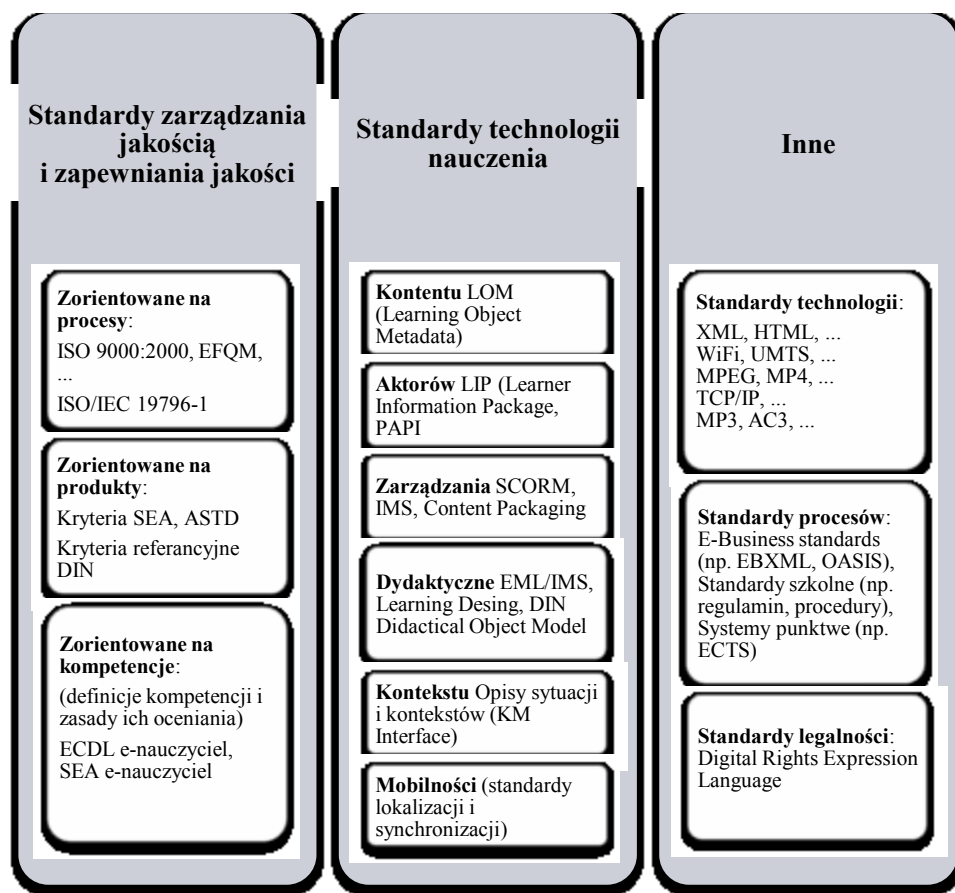 Standardy zarządzania
jakością
i zapewniania jakości
Zorientowane na
procesy:
ISO 9000:2000, EFQM,
...
ISO/IEC 19796-1
Zorientowane na
produkty:
Kryteria SEA, ASTD
Kryteria referancyjne
DIN
Zorientowane na
kompetencje:
(definicje kompetencji i
zasady ich oceniania)
ECDL e-nauczyciel,
SEA e-nauczyciel
Standardy technologii
nauczenia
Kontentu LOM
(Learning Object
Metadata)
Aktorów LIP (Learner
Information Package,
PAPI
Zarządzania SCORM,
IMS, Content Packaging
Dydaktyczne EML/IMS,
Learning Desing, DIN
Didactical Object Model
Kontekstu Opisy sytuacji
i kontekstów (KM
Interface)
Mobilności (standardy
lokalizacji i
synchronizacji)
Inne
Standardy technologii:
XML, HTML, ...
WiFi, UMTS, ...
MPEG, MP4, ...
TCP/IP, ...
MP3, AC3, ...
Standardy procesów:
E-Business standards
(np. EBXML, OASIS),
Standardy szkolne (np.
regulamin, procedury),
Systemy punktwe (np.
ECTS)
Standardy legalności:
Digital Rights Expression
Language